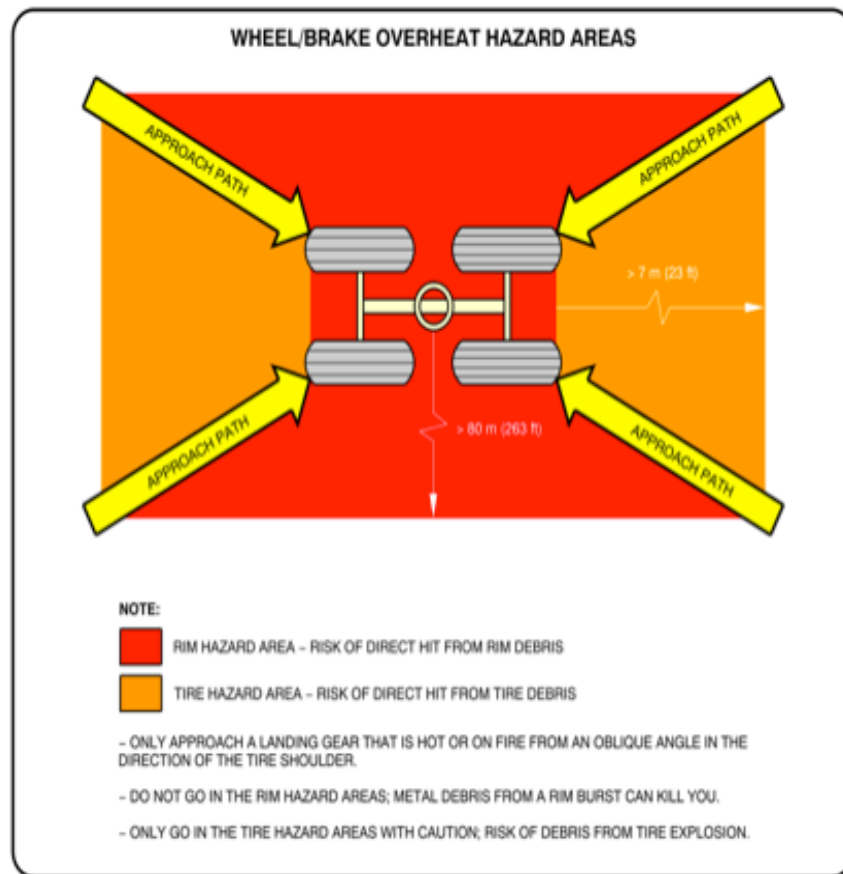 WHEEL/BRAKE OVERHEAT HAZARD AREAS
APPROACH PATH
APPROACH PATH
> 7 m (23 ft)
> 80 m (263 ft)
APPROACH PATH
APPROACH PATH
NOTE:
RIM HAZARD AREA – RISK OF DIRECT HIT FROM RIM DEBRIS
TIRE HAZARD AREA – RISK OF DIRECT HIT FROM TIRE DEBRIS
– ONLY APPROACH A LANDING GEAR THAT IS HOT OR ON FIRE FROM AN OBLIQUE ANGLE IN THE
DIRECTION OF THE TIRE SHOULDER.
– DO NOT GO IN THE RIM HAZARD AREAS; METAL DEBRIS FROM A RIM BURST CAN KILL YOU.
– ONLY GO IN THE TIRE HAZARD AREAS WITH CAUTION; RISK OF DEBRIS FROM TIRE EXPLOSION.